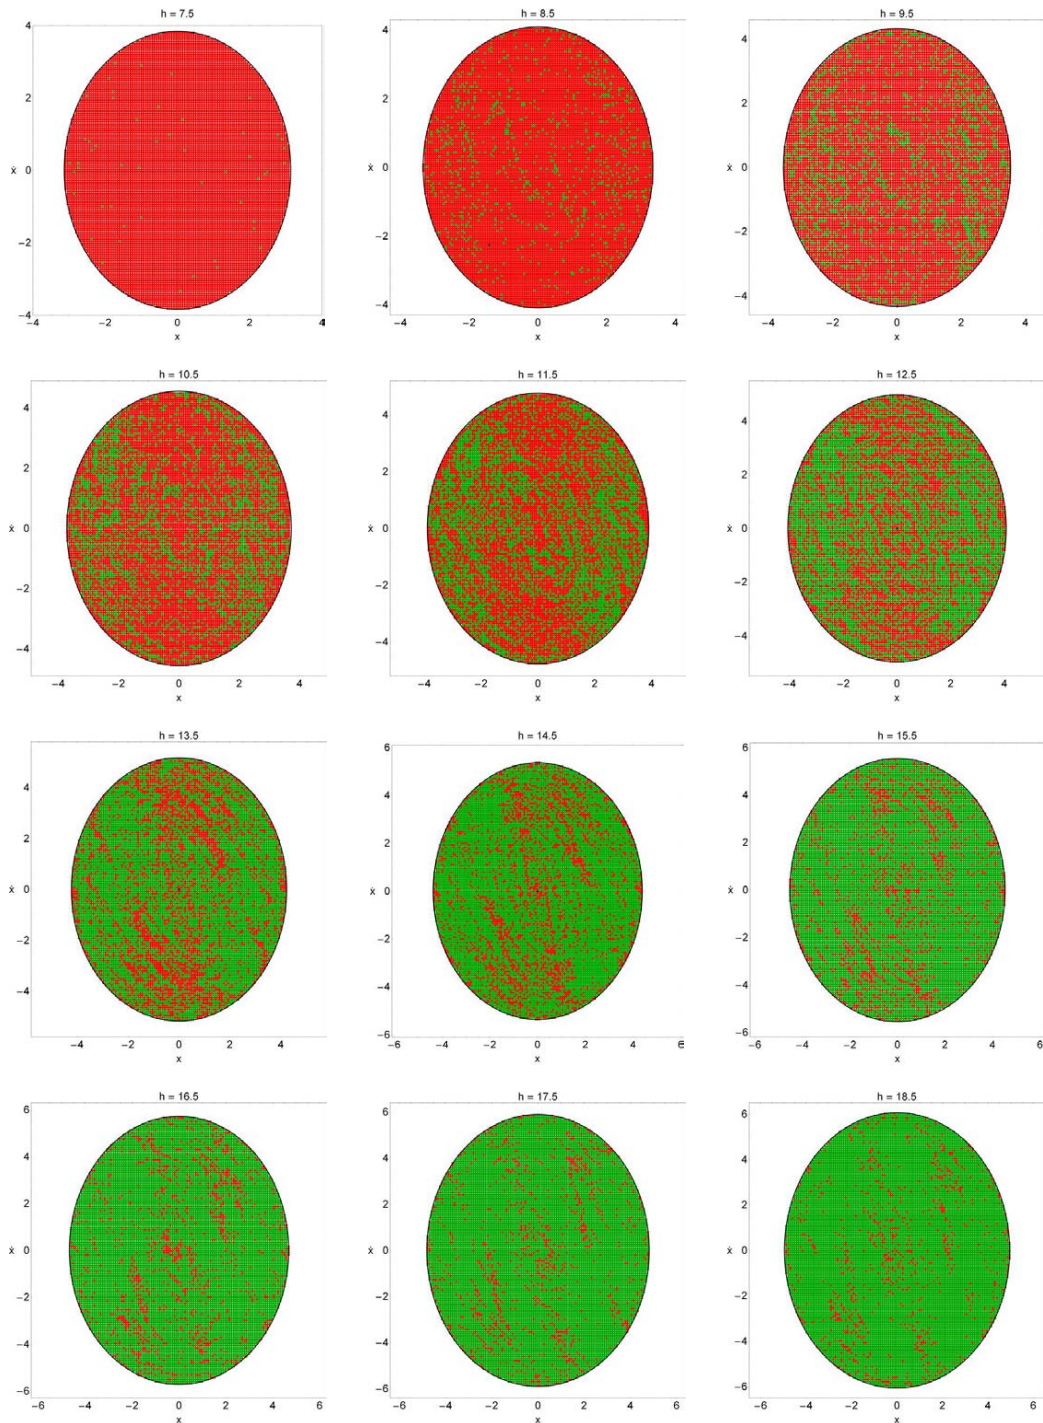 h = 7.5
4
2
ẋ 0
−2
−4
−4 −2 0 2 4
x
h = 8.5
4
2
ẋ 0
−2
−4
−4 −2 0 2 4
x
h = 9.5
4
2
ẋ 0
−2
−4
−4 −2 0 2 4
x
h = 10.5
4
2
ẋ 0
−2
−4
−4 −2 0 2 4
x
h = 11.5
4
2
ẋ 0
−2
−4
−4 −2 0 2 4
x
h = 12.5
4
2
ẋ 0
−2
−4
−4 −2 0 2 4
x
h = 13.5
4
2
ẋ 0
−2
−4
−4 −2 0 2 4
x
h = 14.5
6
4
2
ẋ 0
−2
−4
−6
−6 −4 −2 0 2 4 6
x
h = 15.5
6
4
2
ẋ 0
−2
−4
−6
−6 −4 −2 0 2 4 6
x
h = 16.5
6
4
2
ẋ 0
−2
−4
−6
−6 −4 −2 0 2 4 6
x
h = 17.5
6
4
2
ẋ 0
−2
−4
−6
−6 −4 −2 0 2 4 6
x
h = 18.5
6
4
2
ẋ 0
−2
−4
−6
−6 −4 −2 0 2 4 6
x